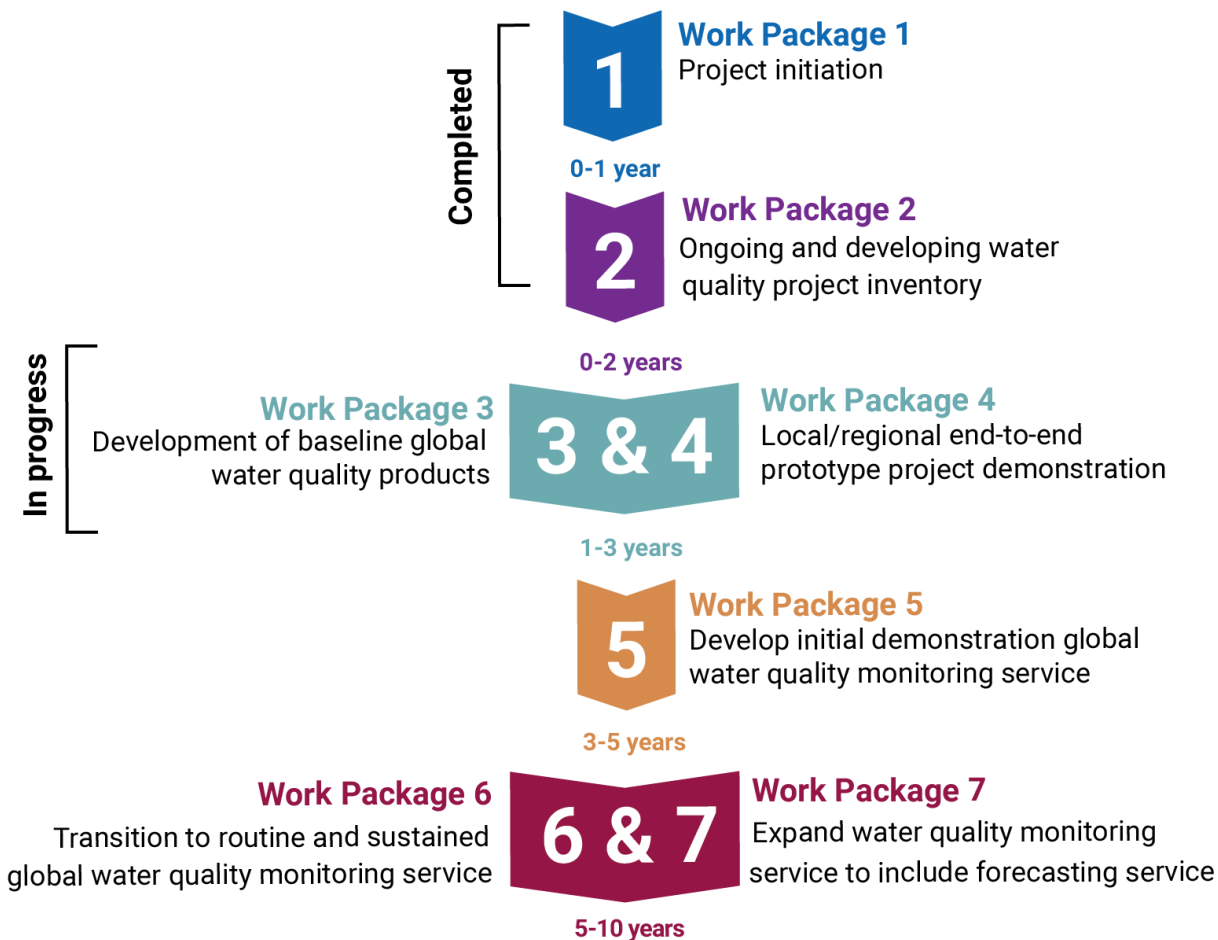 Completed
1
Work Package 1
Project initiation
0-1 year
2
Work Package 2
Ongoing and developing water
quality project inventory
0-2 years
In progress
Work Package 3
Development of baseline global
water quality products
3 & 4
Work Package 4
Local/regional end-to-end
prototype project demonstration
1-3 years
5
Work Package 5
Develop initial demonstration global
water quality monitoring service
3-5 years
Work Package 6
Transition to routine and sustained
global water quality monitoring service
6 & 7
Work Package 7
Expand water quality monitoring
service to include forecasting service
5-10 years